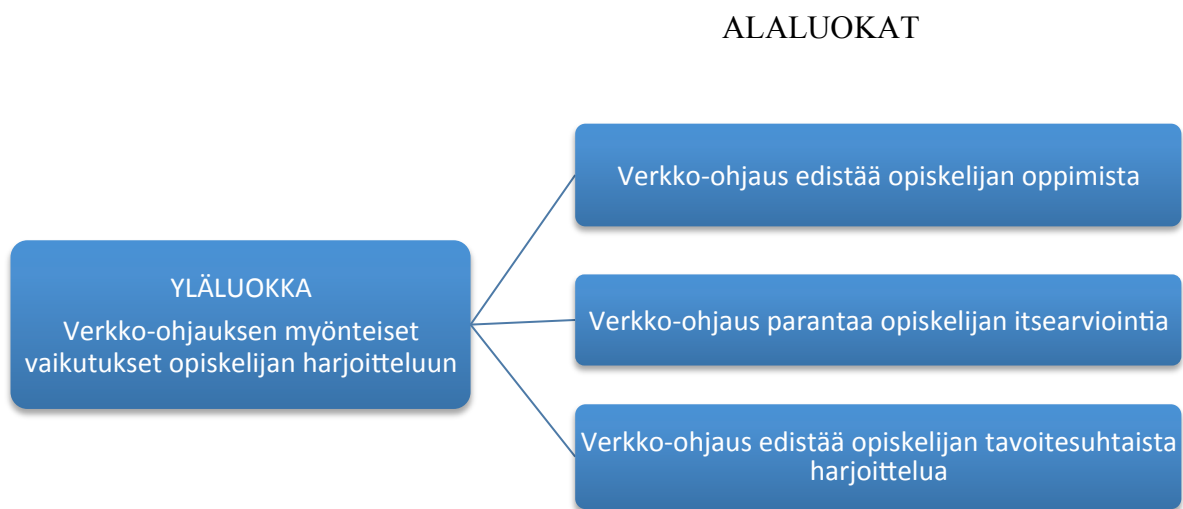 ALALUOKAT
Verkko-ohjaus edistää opiskelijan oppimista
YLÄLUOKKA
Verkko-ohjauksen myönteiset
vaikutukset opiskelijan harjoitteluun
Verkko-ohjaus parantaa opiskelijan itsearviointia
Verkko-ohjaus edistää opiskelijan tavoitesuhtaista
harjoittelua